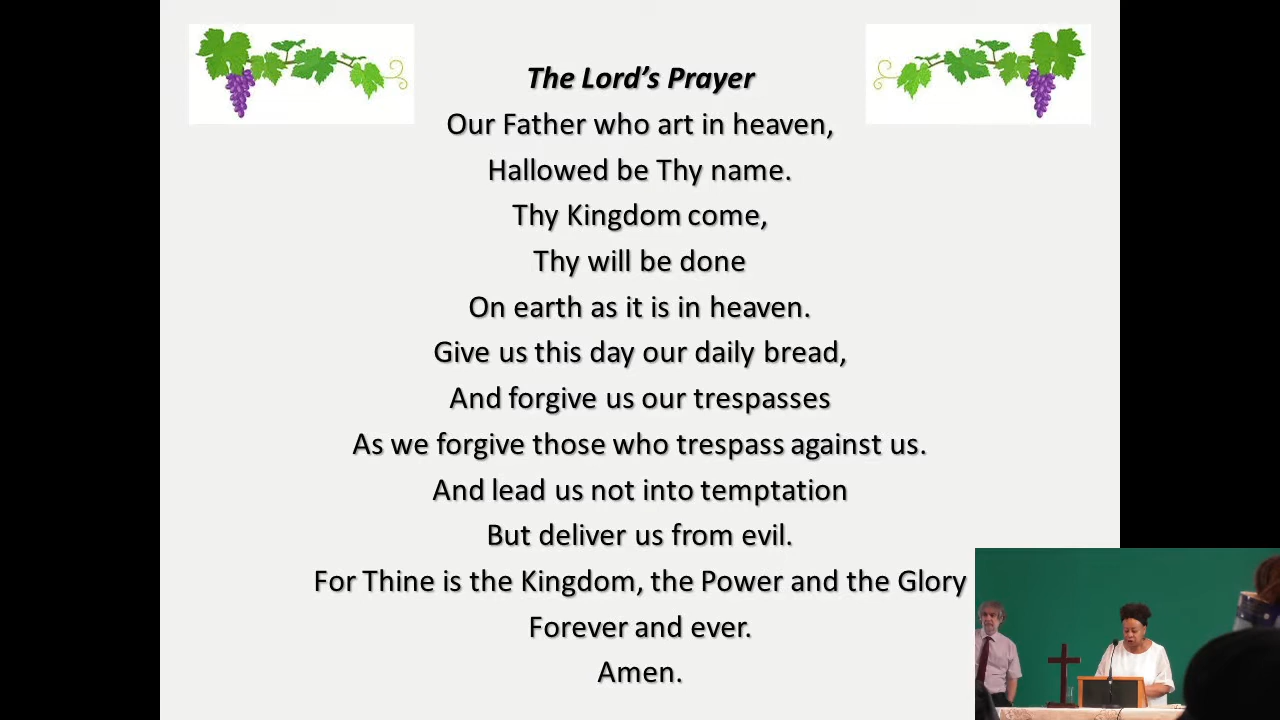 The Lord's Prayer
Our Father who art in heaven,
Hallowed be Thy name.
Thy Kingdom come,
Thy will be done
On earth as it is in heaven.
Give us this day our daily bread,
And forgive us our trespasses
As we forgive those who trespass against us.
And lead us not into temptation
But deliver us from evil.
For Thine is the Kingdom, the Power and the Glory
Forever and ever.
Amen.